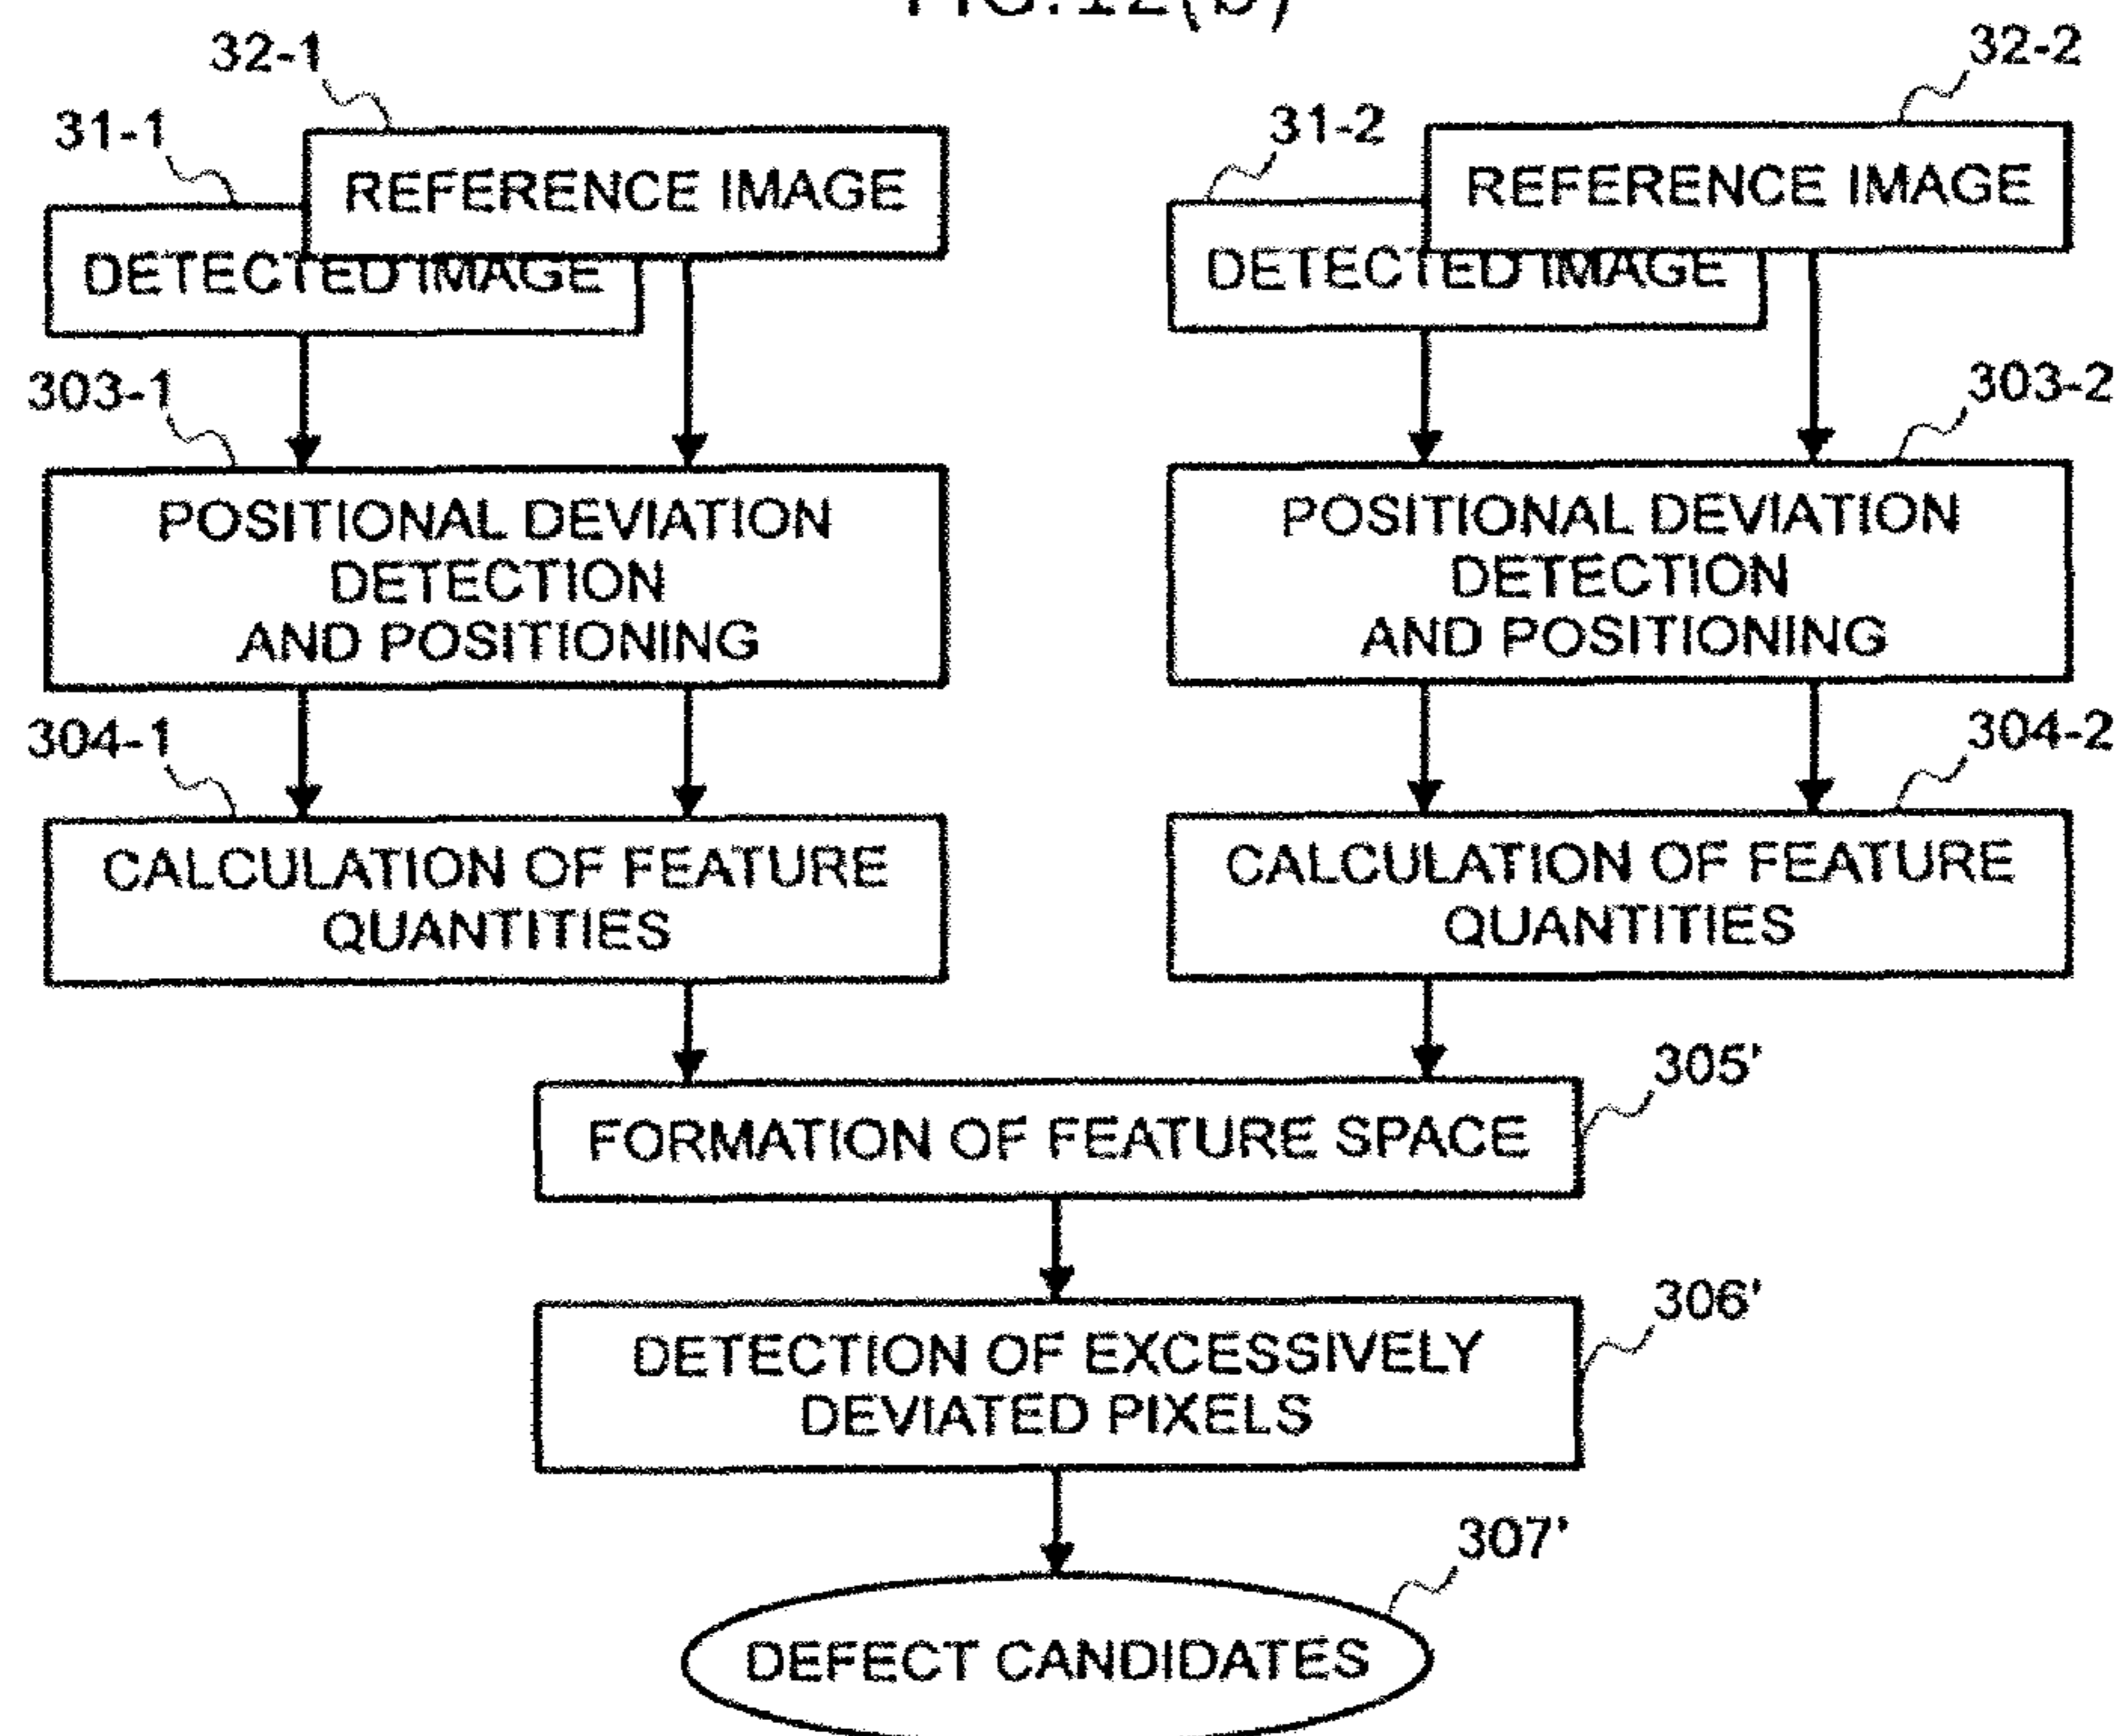 FIG.12(b)
32-1
31-1
REFERENCE IMAGE
DETECTED IMAGE
303-1
POSITIONAL DEVIATION
DETECTION
AND POSITIONING
304-1
CALCULATION OF FEATURE
QUANTITIES
32-2
31-2
REFERENCE IMAGE
DETECTED IMAGE
303-2
POSITIONAL DEVIATION
DETECTION
AND POSITIONING
304-2
CALCULATION OF FEATURE
QUANTITIES
305'
FORMATION OF FEATURE SPACE
306'
DETECTION OF EXCESSIVELY
DEVIATED PIXELS
307'
DEFECT CANDIDATES